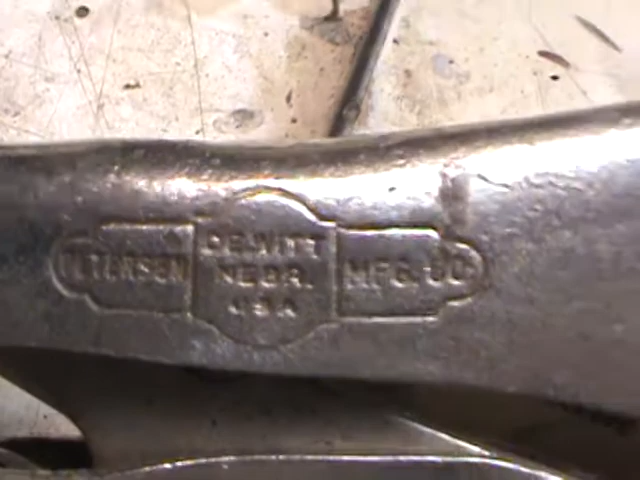 PETERSEN DEWITT MFG. CO.
NEBR.
USA